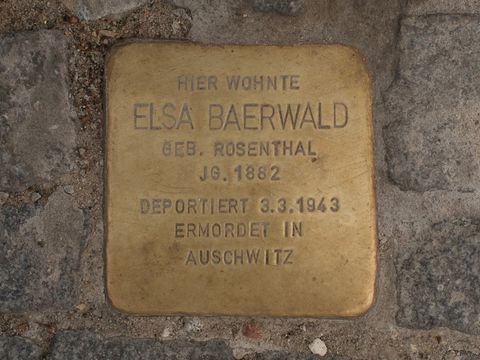 HIER WOHNTE
ELSA BAERWALD
GEB. ROSENTHAL
JG. 1882
DEPORTIERT 3.3.1943
ERMORDET IN
AUSCHWITZ